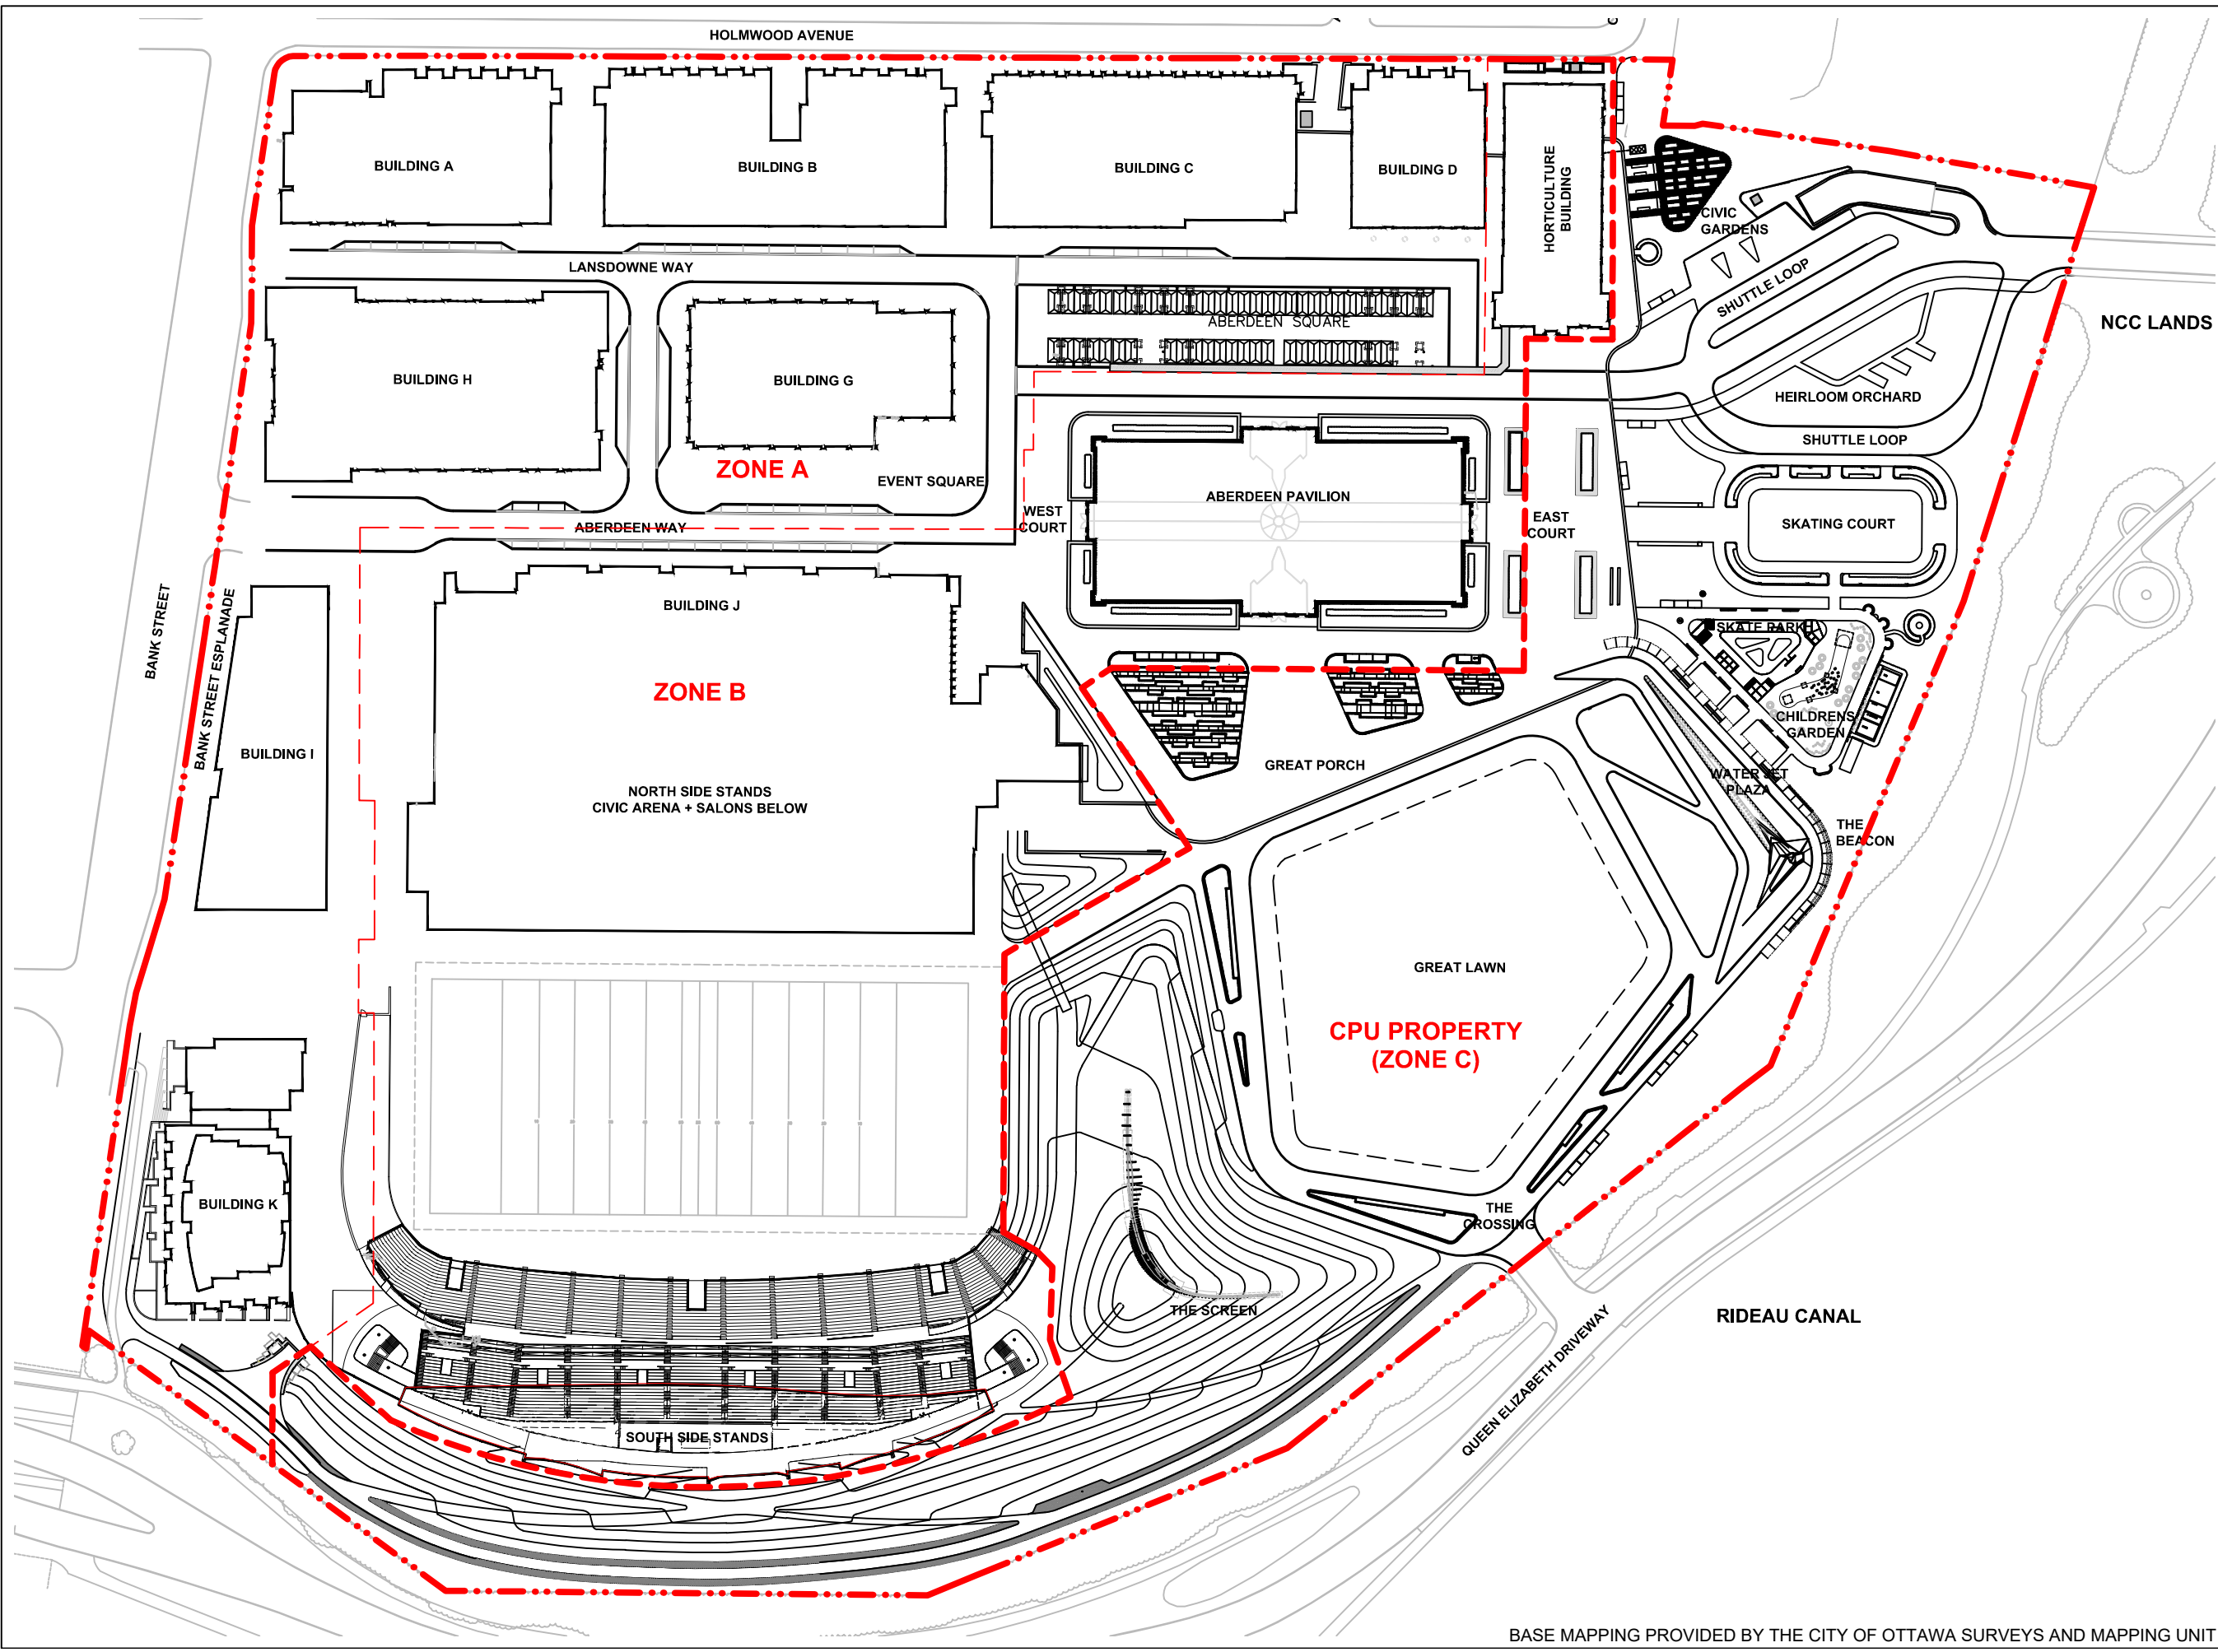 HOLMWOOD AVENUE
BUILDING A
BUILDING B
BUILDING C
BUILDING D
HORTICULTURE
BUILDING
CIVIC
GARDENS
LANSDOWNE WAY
SHUTTLE LOOP
ABERDEEN SQUARE
NCC LANDS
BUILDING H
BUILDING G
HEIRLOOM ORCHARD
SHUTTLE LOOP
ZONE A
EVENT SQUARE
ABERDEEN PAVILION
WEST
COURT
EAST
COURT
SKATING COURT
ABERDEEN WAY
BANK STREET
BANK STREET ESPLANADE
BUILDING J
SKATE PARK
ZONE B
CHILDRENS
GARDEN
BUILDING I
GREAT PORCH
WATER JET
PLAZA
NORTH SIDE STANDS
CIVIC ARENA + SALONS BELOW
THE
BEACON
GREAT LAWN
CPU PROPERTY
(ZONE C)
BUILDING K
THE
CROSSING
THE SCREEN
RIDEAU CANAL
QUEEN ELIZABETH DRIVEWAY
SOUTH SIDE STANDS
BASE MAPPING PROVIDED BY THE CITY OF OTTAWA SURVEYS AND MAPPING UNIT